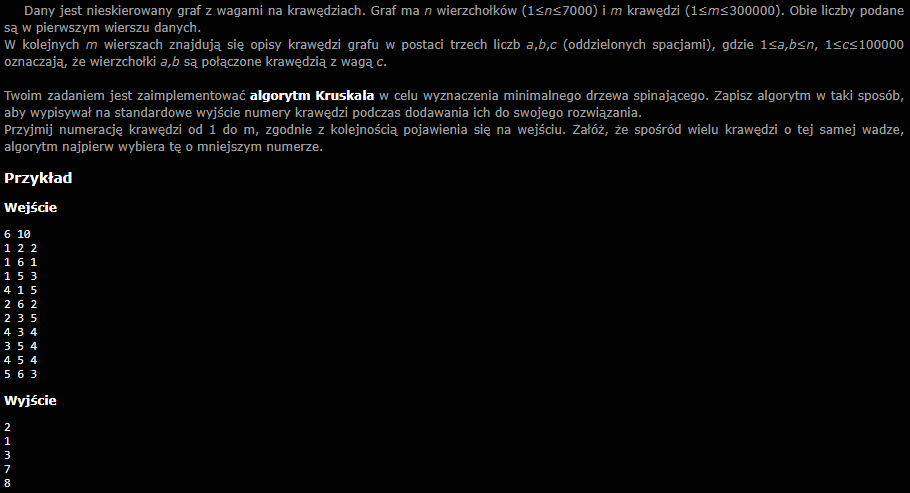 Dany jest nieskierowany graf z wagami na krawędziach. Graf ma n wierzchołków (1≤n≤7000) i m krawędzi (1≤m≤300000). Obie liczby podane
są w pierwszym wierszu danych.
W kolejnych m wierszach znajdują się opisy krawędzi grafu w postaci trzech liczb a,b,c (oddzielonych spacjami), gdzie 1≤a,b≤n, 1≤c≤100000
oznaczają, że wierzchołki a,b są połączone krawędzią z wagą c.
Twoim zadaniem jest zaimplementować algorytm Kruskala w celu wyznaczenia minimalnego drzewa spinającego. Zapisz algorytm w taki sposób,
aby wypisywał na standardowe wyjście numery krawędzi podczas dodawania ich do swojego rozwiązania.
Przyjmij numerację krawędzi od 1 do m, zgodnie z kolejnością pojawienia się na wejściu. Załóż, że spośród wielu krawędzi o tej samej wadze,
algorytm najpierw wybiera tę o mniejszym numerze.
Przykład
Wejście
6 10
1 2 2
1 6 1
1 5 3
4 1 5
2 6 2
2 3 5
4 3 4
3 5 4
4 5 4
5 6 3
Wyjście
2
1
3
7
8